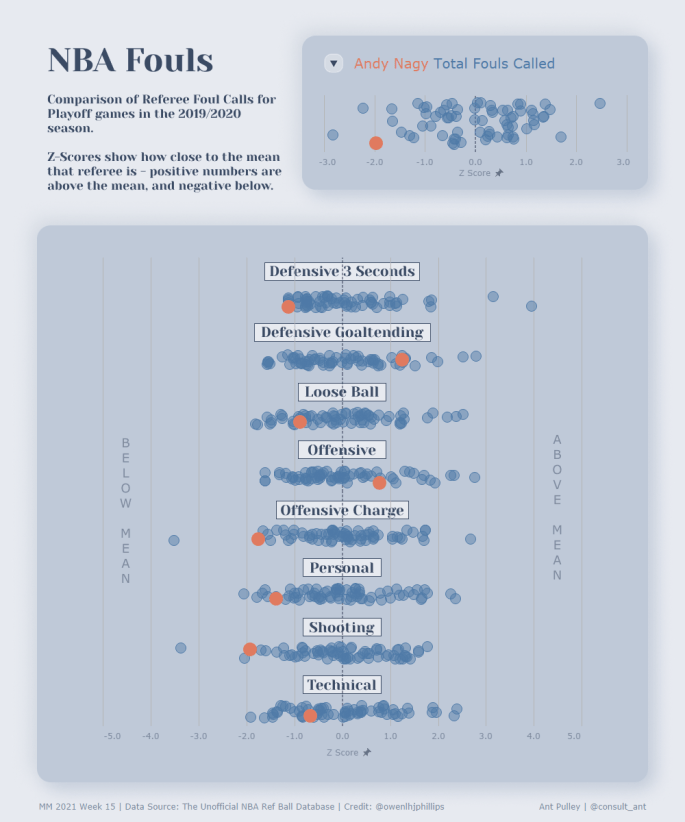 NBA Fouls
Comparison of Referee Foul Calls for
Playoff games in the 2019/2020
season.
Z-Scores show how close to the mean
that referee is - positive numbers are
above the mean, and negative below.
▼ Andy Nagy Total Fouls Called
-3.0 -2.0 -1.0 0.0 1.0 2.0 3.0
Z Score
Defensive 3 Seconds
Defensive Goaltending
Loose Ball
Offensive
Offensive Charge
Personal
Shooting
Technical
BELOW MEAN
ABOVE MEAN
-5.0 -4.0 -3.0 -2.0 -1.0 0.0 1.0 2.0 3.0 4.0 5.0
Z Score
MM 2021 Week 15 | Data Source: The Unofficial NBA Ref Ball Database | Credit: @owenlhjphillips
Ant Pulley | @consult_ant